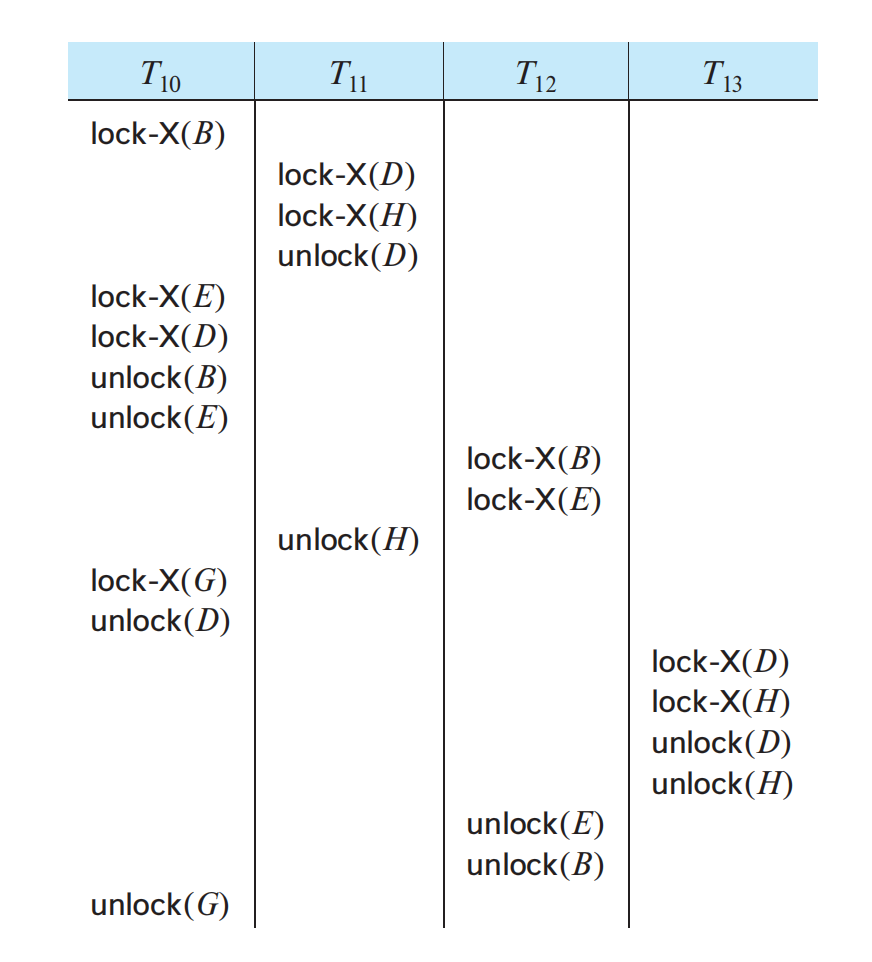 T10 T11 T12 T13
lock-X(B)
lock-X(D)
lock-X(H)
unlock(D)
lock-X(E)
lock-X(D)
unlock(B)
unlock(E)
lock-X(B)
lock-X(E)
unlock(H)
lock-X(G)
unlock(D)
lock-X(D)
lock-X(H)
unlock(D)
unlock(H)
unlock(E)
unlock(B)
unlock(G)